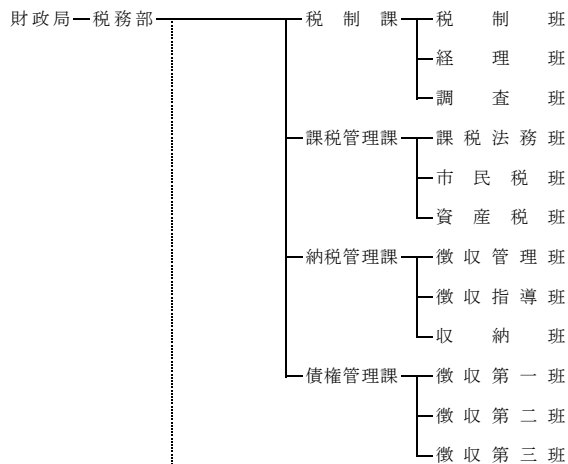 財政局 税務部 税制課 税制班
経理班
調査班
課税管理課 課税法務班
市民税班
資産税班
納税管理課 徴収管理班
徴収指導班
収納班
債権管理課 徴収第一班
徴収第二班
徴収第三班